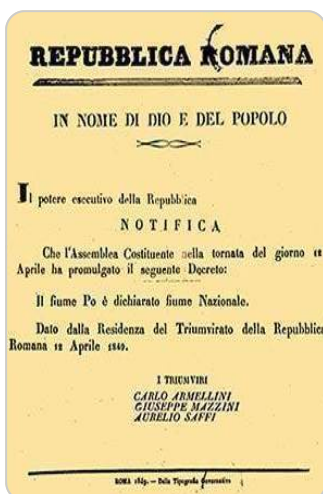 REPUBBLICA ROMANA
IN NOME DI DIO E DEL POPOLO
Il potere esecutivo della Repubblica
NOTIFICA
Che l'Assemblea Costituente nella tornata del giorno 12
Aprile ha promulgato il seguente Decreto:
Il fiume Po è dichiarato fiume Nazionale.
Dato dalla Residenza del Triumvirato della Repubblica
Romana 12 Aprile 1849.
I TRIUMVIRI
CARLO ARMELLINI
GIUSEPPE MAZZINI
AURELIO SAFFI
ROMA 1849. — Dalla Tipografia Governativa